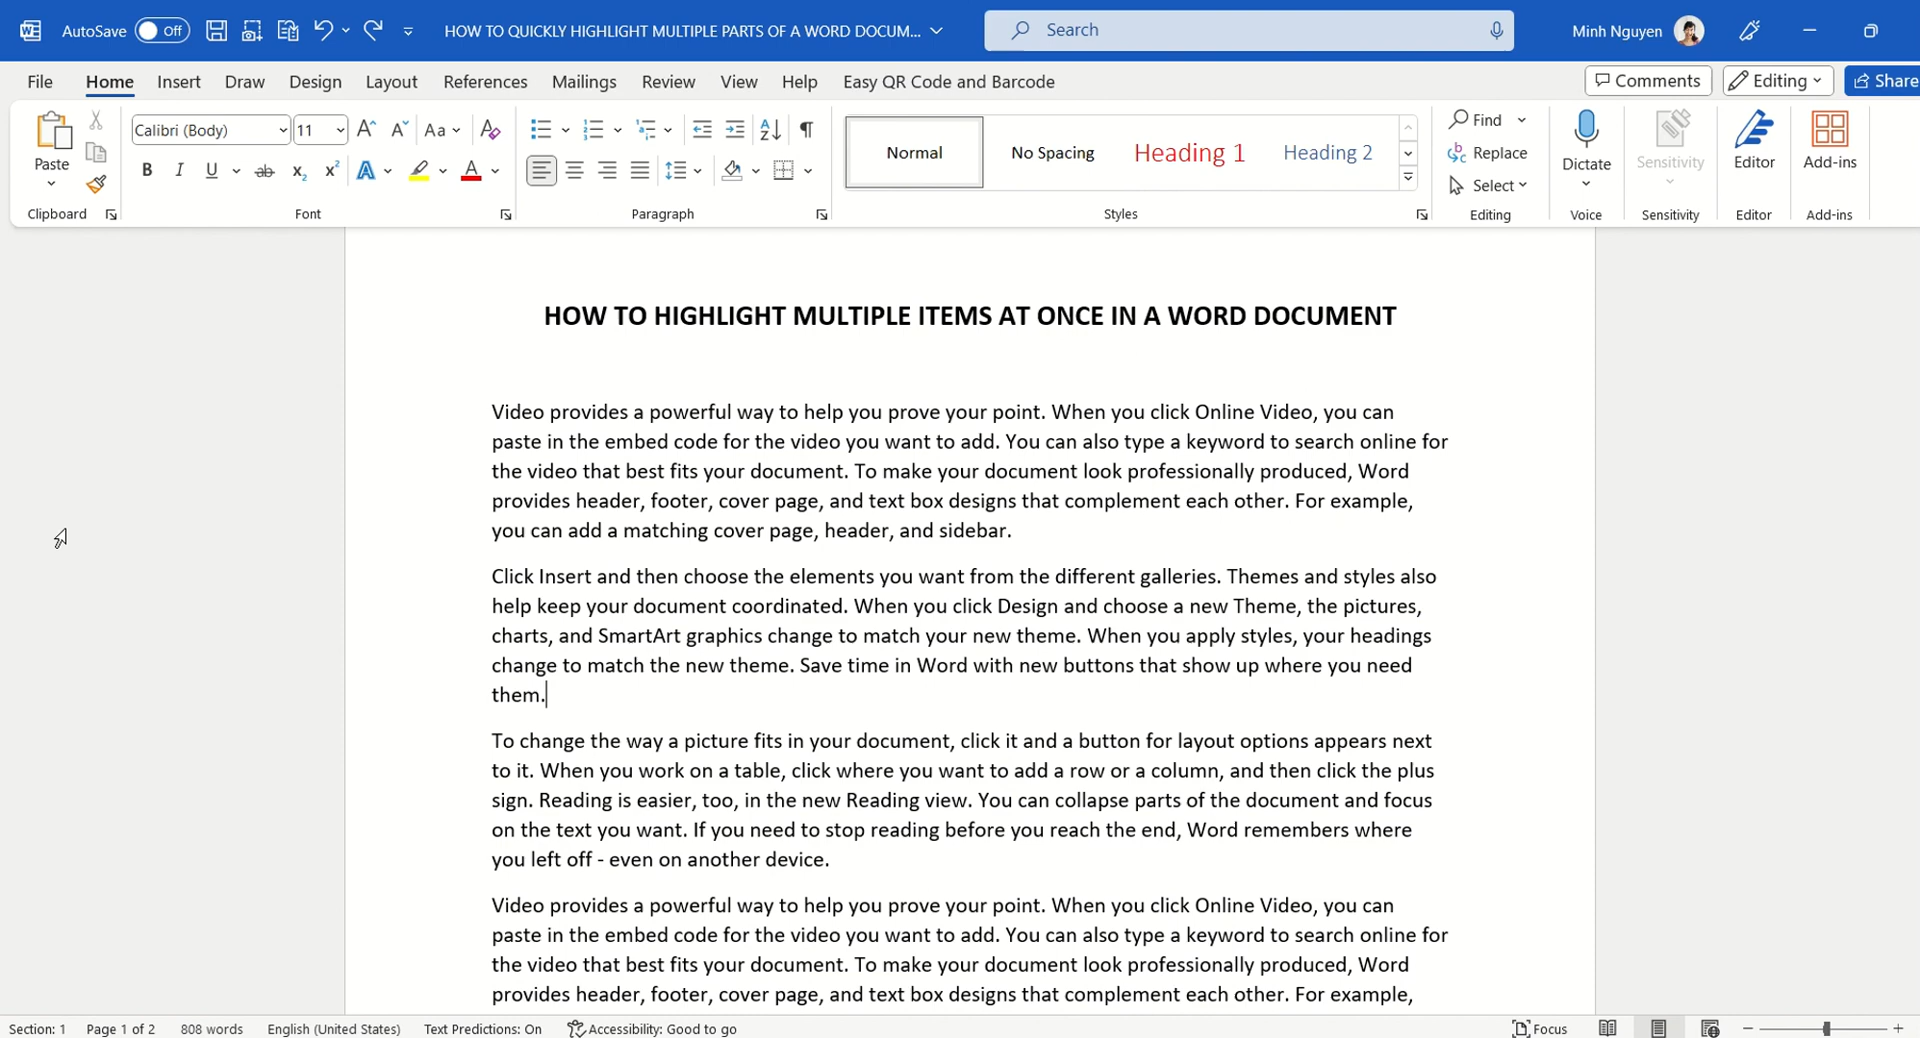 AutoSave Off HOW TO QUICKLY HIGHLIGHT MULTIPLE PARTS OF A WORD DOCUM... Search Minh Nguyen
File Home Insert Draw Design Layout References Mailings Review View Help Easy QR Code and Barcode Comments Editing Share
Paste
Clipboard
Calibri (Body) 11 Aa
B I U ab x₂ x² A A
Font
Paragraph
Normal No Spacing Heading 1 Heading 2
Styles
Find
Replace
Select
Editing
Dictate
Voice
Sensitivity
Sensitivity
Editor
Editor
Add-ins
Add-ins
HOW TO HIGHLIGHT MULTIPLE ITEMS AT ONCE IN A WORD DOCUMENT
Video provides a powerful way to help you prove your point. When you click Online Video, you can
paste in the embed code for the video you want to add. You can also type a keyword to search online for
the video that best fits your document. To make your document look professionally produced, Word
provides header, footer, cover page, and text box designs that complement each other. For example,
you can add a matching cover page, header, and sidebar.
Click Insert and then choose the elements you want from the different galleries. Themes and styles also
help keep your document coordinated. When you click Design and choose a new Theme, the pictures,
charts, and SmartArt graphics change to match your new theme. When you apply styles, your headings
change to match the new theme. Save time in Word with new buttons that show up where you need
them.
To change the way a picture fits in your document, click it and a button for layout options appears next
to it. When you work on a table, click where you want to add a row or a column, and then click the plus
sign. Reading is easier, too, in the new Reading view. You can collapse parts of the document and focus
on the text you want. If you need to stop reading before you reach the end, Word remembers where
you left off - even on another device.
Video provides a powerful way to help you prove your point. When you click Online Video, you can
paste in the embed code for the video you want to add. You can also type a keyword to search online for
the video that best fits your document. To make your document look professionally produced, Word
provides header, footer, cover page, and text box designs that complement each other. For example,
Section: 1 Page 1 of 2 808 words English (United States) Text Predictions: On Accessibility: Good to go Focus